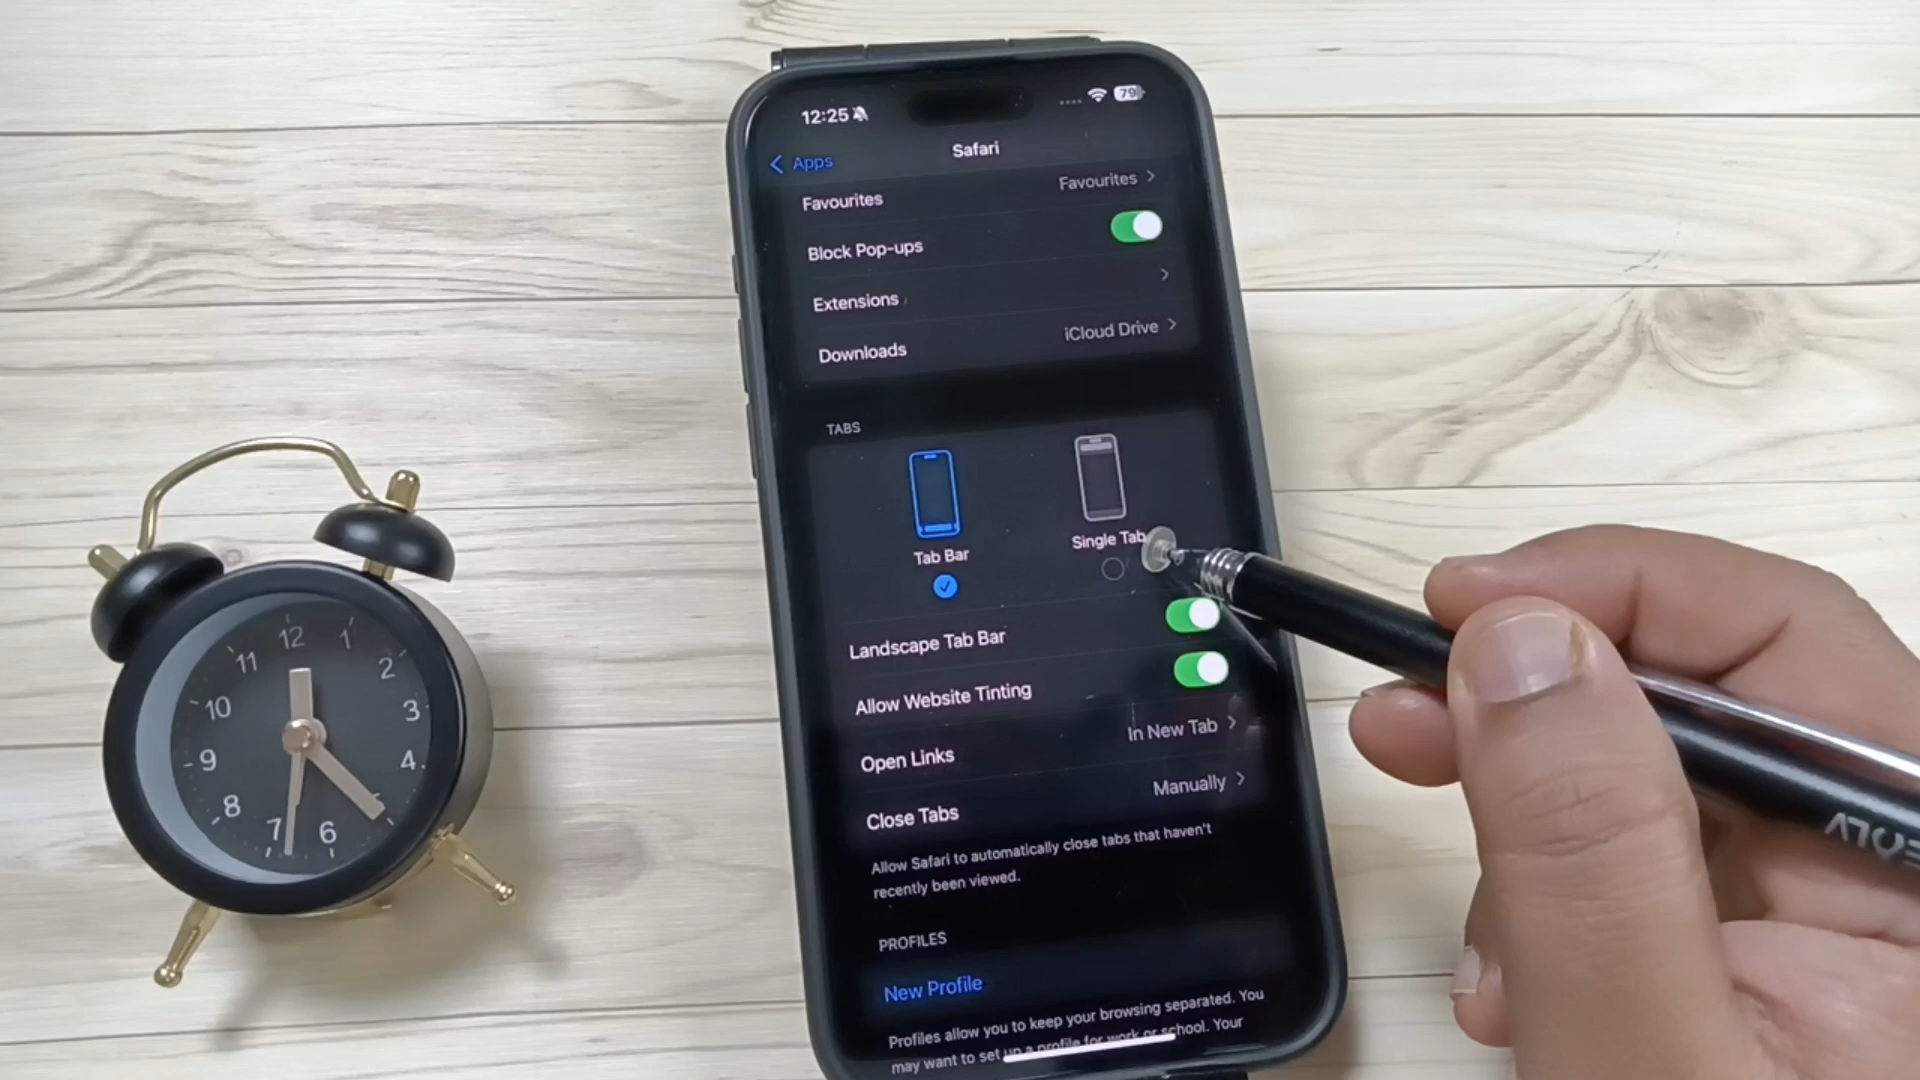 12:25
79
Apps
Safari
Favourites
Favourites
Block Pop-ups
Extensions
Downloads
iCloud Drive
TABS
Tab Bar
Single Tab
Landscape Tab Bar
Allow Website Tinting
Open Links
In New Tab
Close Tabs
Manually
Allow Safari to automatically close tabs that haven't
recently been viewed.
PROFILES
New Profile
Profiles allow you to keep your browsing separated. You
may want to set up a profile for work or school. Your
12
1
2
3
4
6
7
8
9
10
11